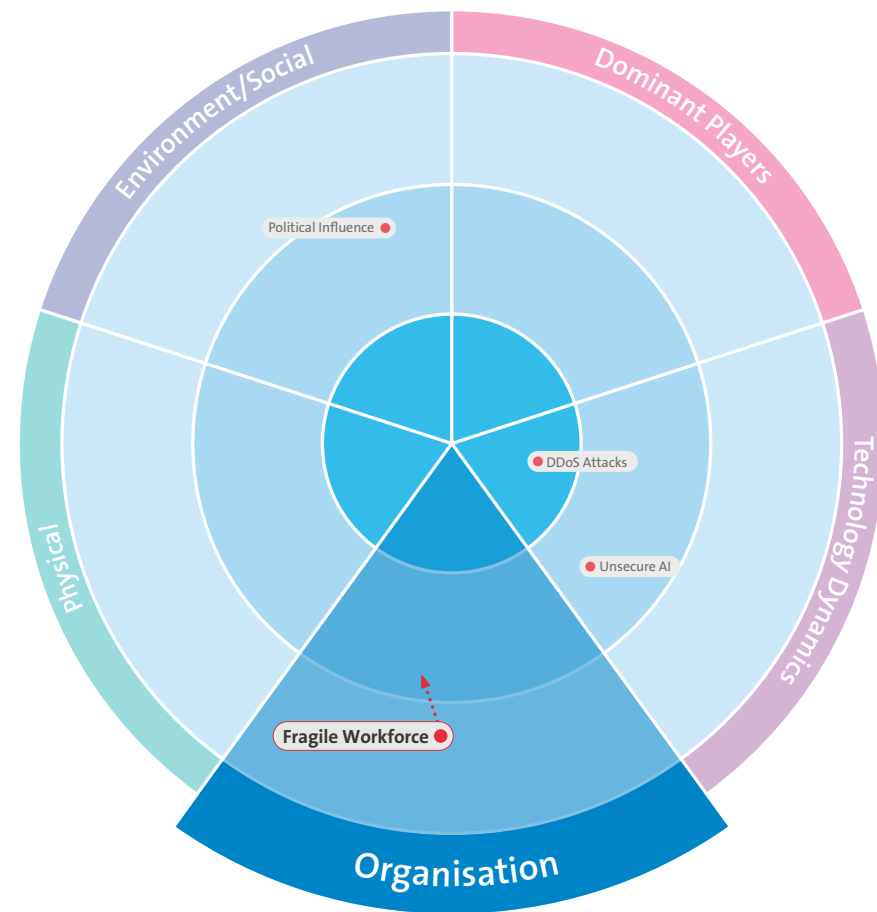 Environment/Social
Dominant Players
Political Influence
DDoS Attacks
Technology Dynamics
Physical
Unsecure AI
Fragile Workforce
Organisation